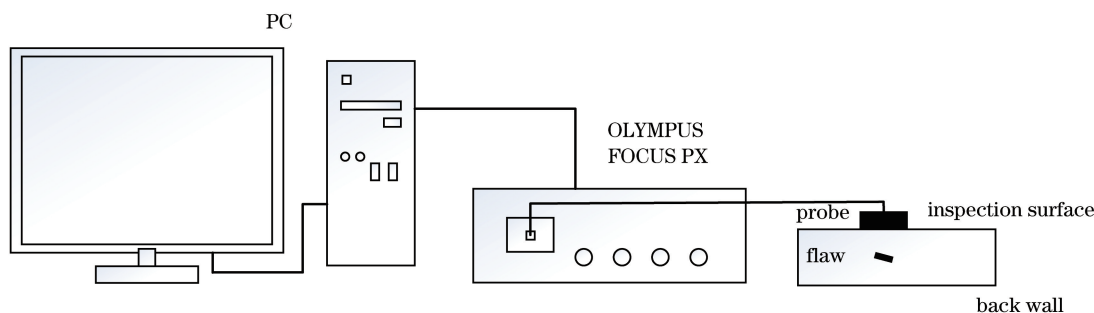 PC
OLYMPUS
FOCUS PX
probe
inspection surface
flaw
back wall